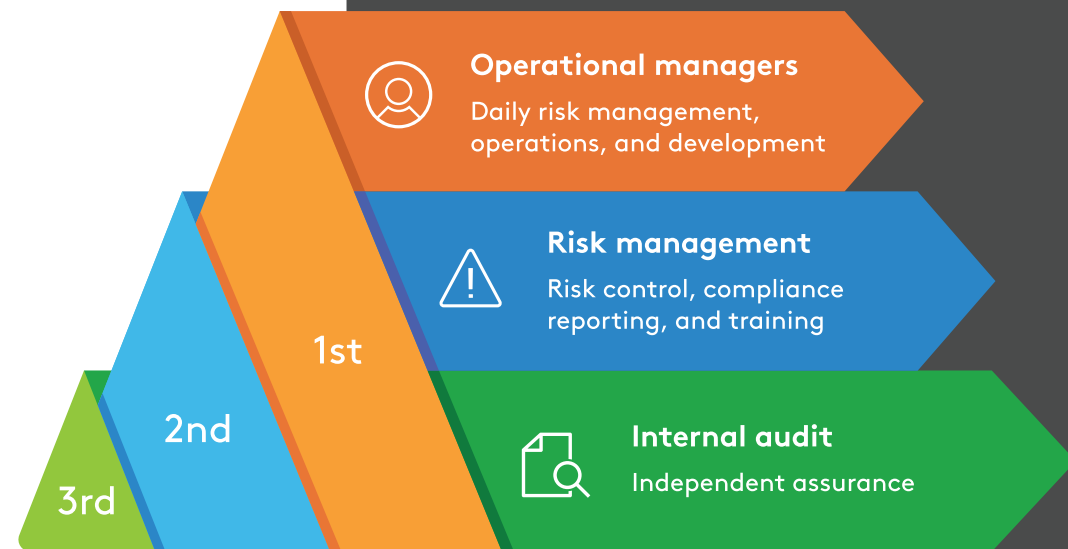 Operational managers
Daily risk management,
operations, and development
Risk management
Risk control, compliance
reporting, and training
1st
2nd
Internal audit
Independent assurance
3rd